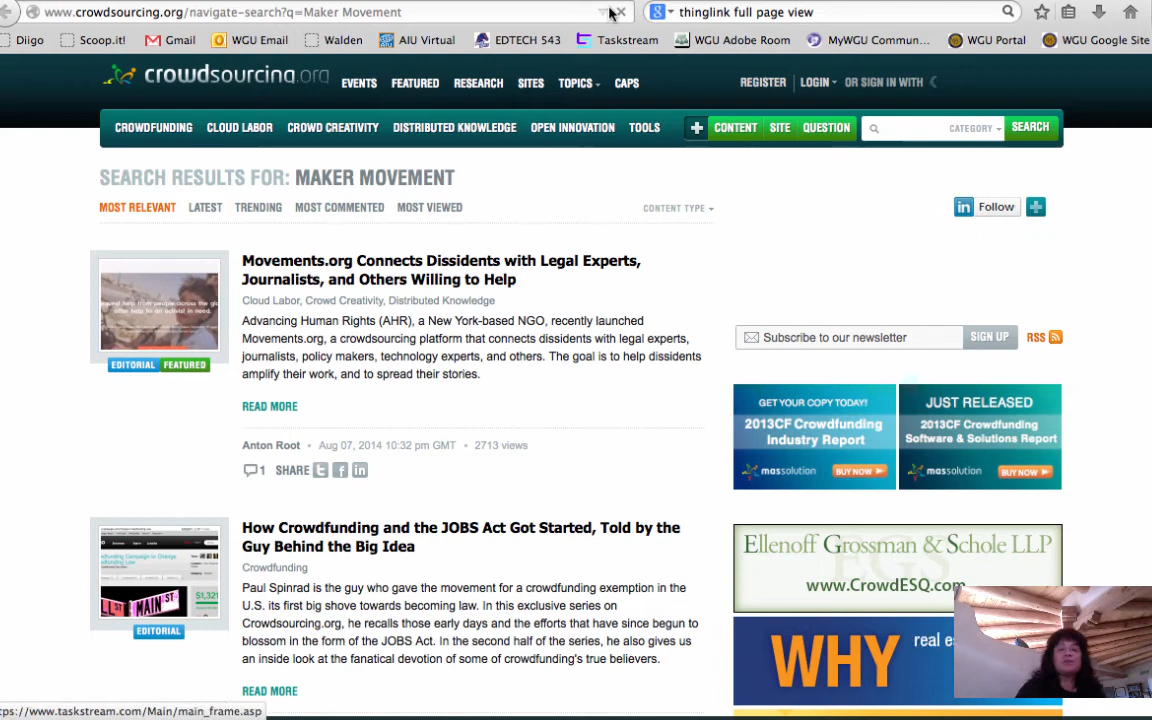 www.crowdsourcing.org/navigate-search?q=Maker Movement
thinglink full page view
Diigo Scoop.it! Gmail WGU Email Walden AIU Virtual EDTECH 543 Taskstream WGU Adobe Room MyWGU Commun... WGU Portal WGU Google Site
crowdsourcing.org EVENTS FEATURED RESEARCH SITES TOPICS CAPS REGISTER LOGIN OR SIGN IN WITH
CROWDFUNDING CLOUD LABOR CROWD CREATIVITY DISTRIBUTED KNOWLEDGE OPEN INNOVATION TOOLS + CONTENT SITE QUESTION CATEGORY SEARCH
SEARCH RESULTS FOR: MAKER MOVEMENT
MOST RELEVANT LATEST TRENDING MOST COMMENTED MOST VIEWED CONTENT TYPE
in Follow +
Movements.org Connects Dissidents with Legal Experts,
Journalists, and Others Willing to Help
Cloud Labor, Crowd Creativity, Distributed Knowledge
Advancing Human Rights (AHR), a New York-based NGO, recently launched
Movements.org, a crowdsourcing platform that connects dissidents with legal experts,
journalists, policy makers, technology experts, and others. The goal is to help dissidents
amplify their work, and to spread their stories.
EDITORIAL FEATURED
READ MORE
Anton Root • Aug 07, 2014 10:32 pm GMT • 2713 views
1 SHARE
Subscribe to our newsletter SIGN UP RSS
GET YOUR COPY TODAY!
2013CF Crowdfunding
Industry Report
massolution BUY NOW
JUST RELEASED
2013CF Crowdfunding
Software & Solutions Report
massolution BUY NOW
How Crowdfunding and the JOBS Act Got Started, Told by the
Guy Behind the Big Idea
Crowdfunding
Paul Spinrad is the guy who gave the movement for a crowdfunding exemption in the
U.S. its first big shove towards becoming law. In this exclusive series on
Crowdsourcing.org, he recalls those early days and the efforts that have since begun to
blossom in the form of the JOBS Act. In the second half of the series, he also gives us
an inside look at the fanatical devotion of some of crowdfunding's true believers.
MAIN ST
$1,321
EDITORIAL
READ MORE
Ellenoff Grossman & Schole LLP
EGS
www.CrowdESQ.com
WHY real es
tps://www.taskstream.com/Main/main_frame.asp